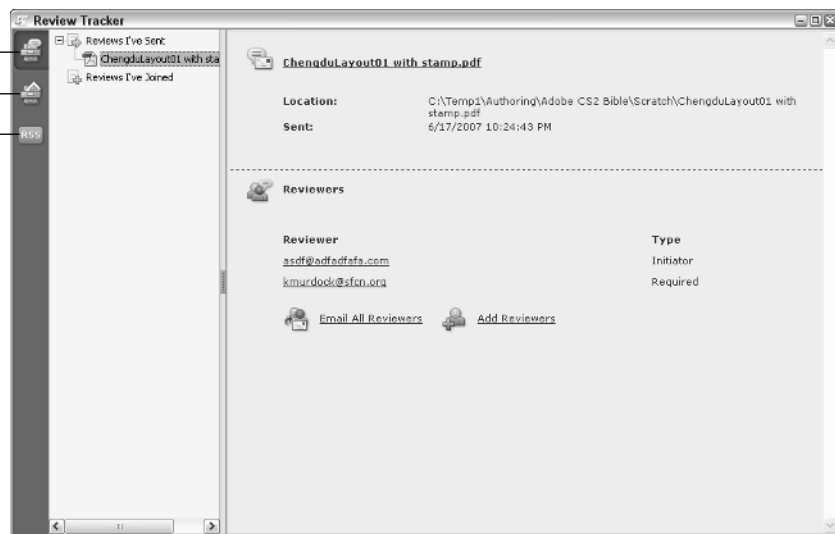 Review Tracker
RSS
Reviews I've Sent
ChengduLayout01 with sta
Reviews I've Joined
ChengduLayout01 with stamp.pdf
Location: C:\Temp1\Authoring\Adobe CS2 Bible\Scratch\ChengduLayout01 with
stamp.pdf
Sent: 6/17/2007 10:24:43 PM
Reviewers
Reviewer Type
asdf@adfadfafa.com Initiator
kmurdock@sfcn.org Required
Email All Reviewers Add Reviewers